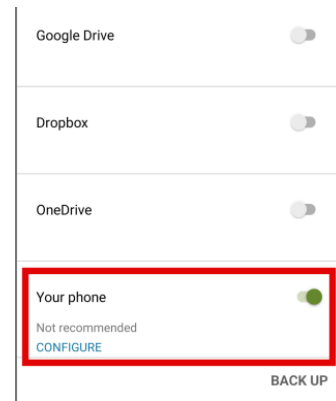 Google Drive
Dropbox
OneDrive
Your phone
Not recommended
CONFIGURE
BACK UP